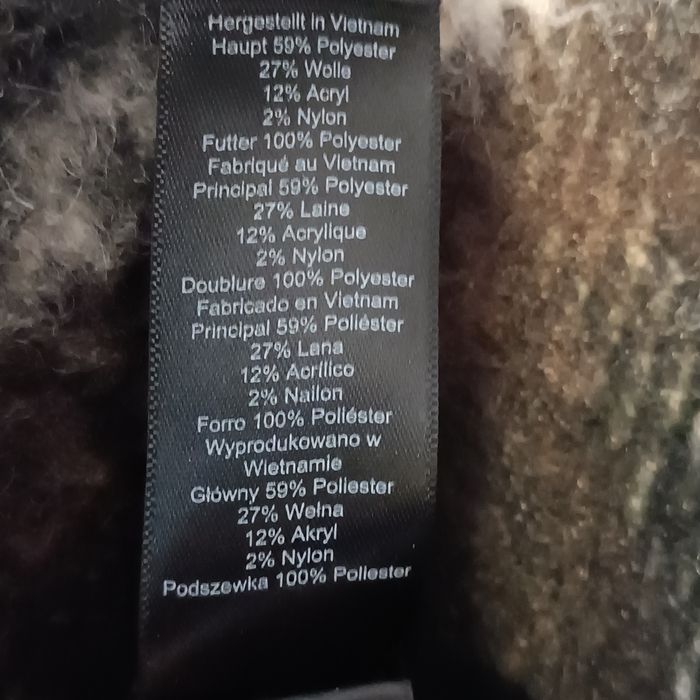 Hergestellt in Vietnam
Haupt 59% Polyester
27% Wolle
12% Acryl
2% Nylon
Futter 100% Polyester
Fabriqué au Vietnam
Principal 59% Polyester
27% Laine
12% Acrylique
2% Nylon
Doublure 100% Polyester
Fabricado en Vietnam
Principal 59% Poliéster
27% Lana
12% Acrílico
2% Nailon
Forro 100% Poliéster
Wyprodukowano w
Wietnamie
Główny 59% Poliester
27% Wełna
12% Akryl
2% Nylon
Podszewka 100% Poliester